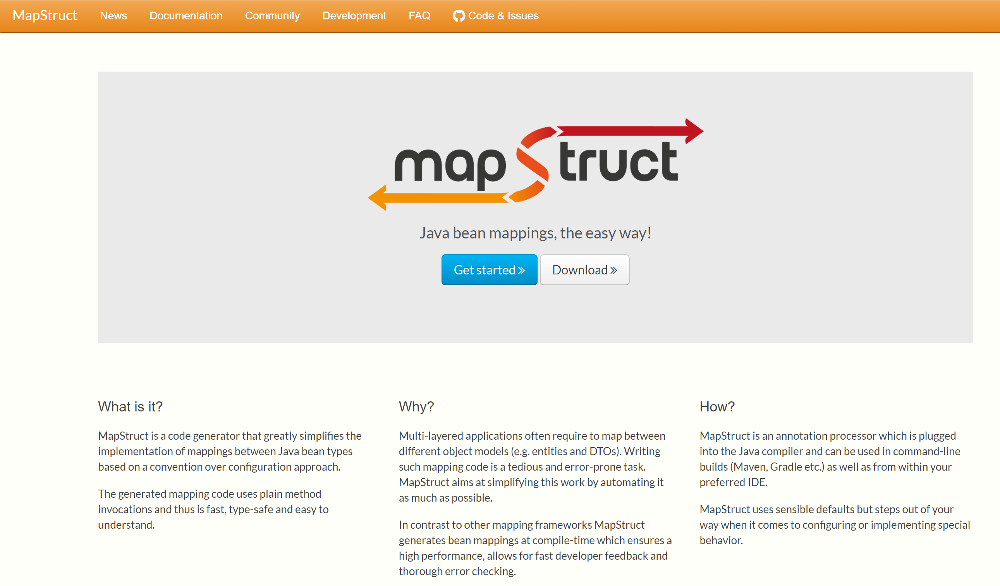 MapStruct News Documentation Community Development FAQ Code & Issues
mapStruct
Java bean mappings, the easy way!
Get started » Download »
What is it?
MapStruct is a code generator that greatly simplifies the
implementation of mappings between Java bean types
based on a convention over configuration approach.
The generated mapping code uses plain method
invocations and thus is fast, type-safe and easy to
understand.
Why?
Multi-layered applications often require to map between
different object models (e.g. entities and DTOs). Writing
such mapping code is a tedious and error-prone task.
MapStruct aims at simplifying this work by automating it
as much as possible.
In contrast to other mapping frameworks MapStruct
generates bean mappings at compile-time which ensures a
high performance, allows for fast developer feedback and
thorough error checking.
How?
MapStruct is an annotation processor which is plugged
into the Java compiler and can be used in command-line
builds (Maven, Gradle etc.) as well as from within your
preferred IDE.
MapStruct uses sensible defaults but steps out of your
way when it comes to configuring or implementing special
behavior.